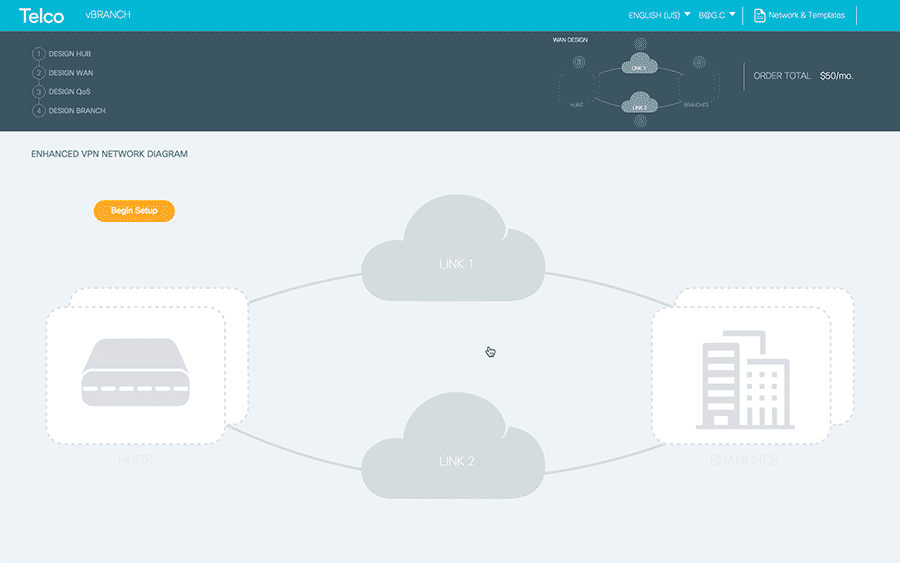 Telco vBRANCH ENGLISH (US) B@G.C Network & Templates
1 DESIGN HUB
2 DESIGN WAN
3 DESIGN QoS
4 DESIGN BRANCH
WAN DESIGN
LINK 1
HUBS BRANCHES
LINK 2
ORDER TOTAL $50/mo.
ENHANCED VPN NETWORK DIAGRAM
Begin Setup
LINK 1
LINK 2
HUBS BRANCHES